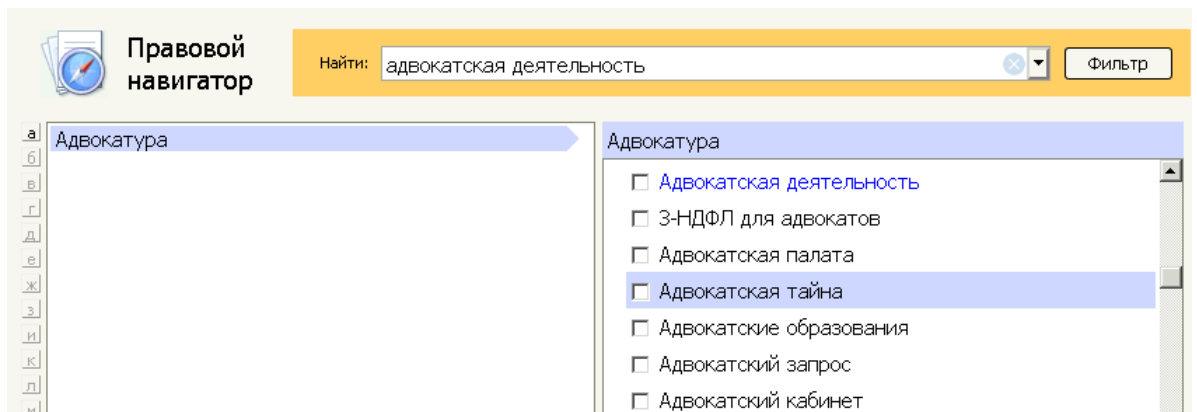 Правовой
навигатор
Найти:
адвокатская деятельность
Фильтр
а
б
в
г
д
е
ж
з
и
к
л
м
Адвокатура
Адвокатура
Адвокатская деятельность
3-НДФЛ для адвокатов
Адвокатская палата
Адвокатская тайна
Адвокатские образования
Адвокатский запрос
Адвокатский кабинет